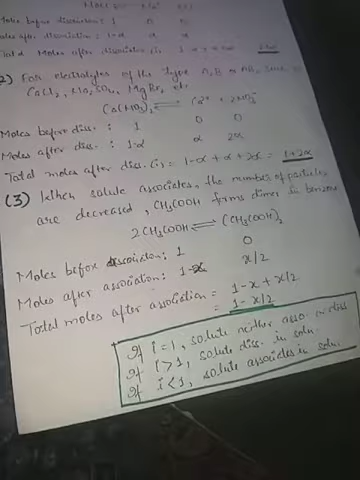 Moles before dissociation : 1 0 0
Moles after dissociation : 1-α α α
Total Moles after dissociation (i)
2) For electrolytes of the type A₂B or AB₂ such as
CaCl₂, Na₂SO₄, MgBr₂ etc.
Ca(NO₃)₂ ⇌ Ca²⁺ + 2NO₃⁻
Moles before diss. : 1 0 0
Moles after diss. : 1-α α 2α
Total moles after diss. (i) = 1-α + α + 2α = 1+2α
(3) When solute associates, the number of particles
are decreased, CH₃COOH forms dimer in benzene
2CH₃COOH ⇌ (CH₃COOH)₂
Moles before association : 1 0
Moles after association : 1-x x/2
Total moles after association = 1-x + x/2
= 1-x/2
If i=1, solute neither asso. nor diss
If i>1, solute diss. in soln.
If i<1, solute associates in soln.